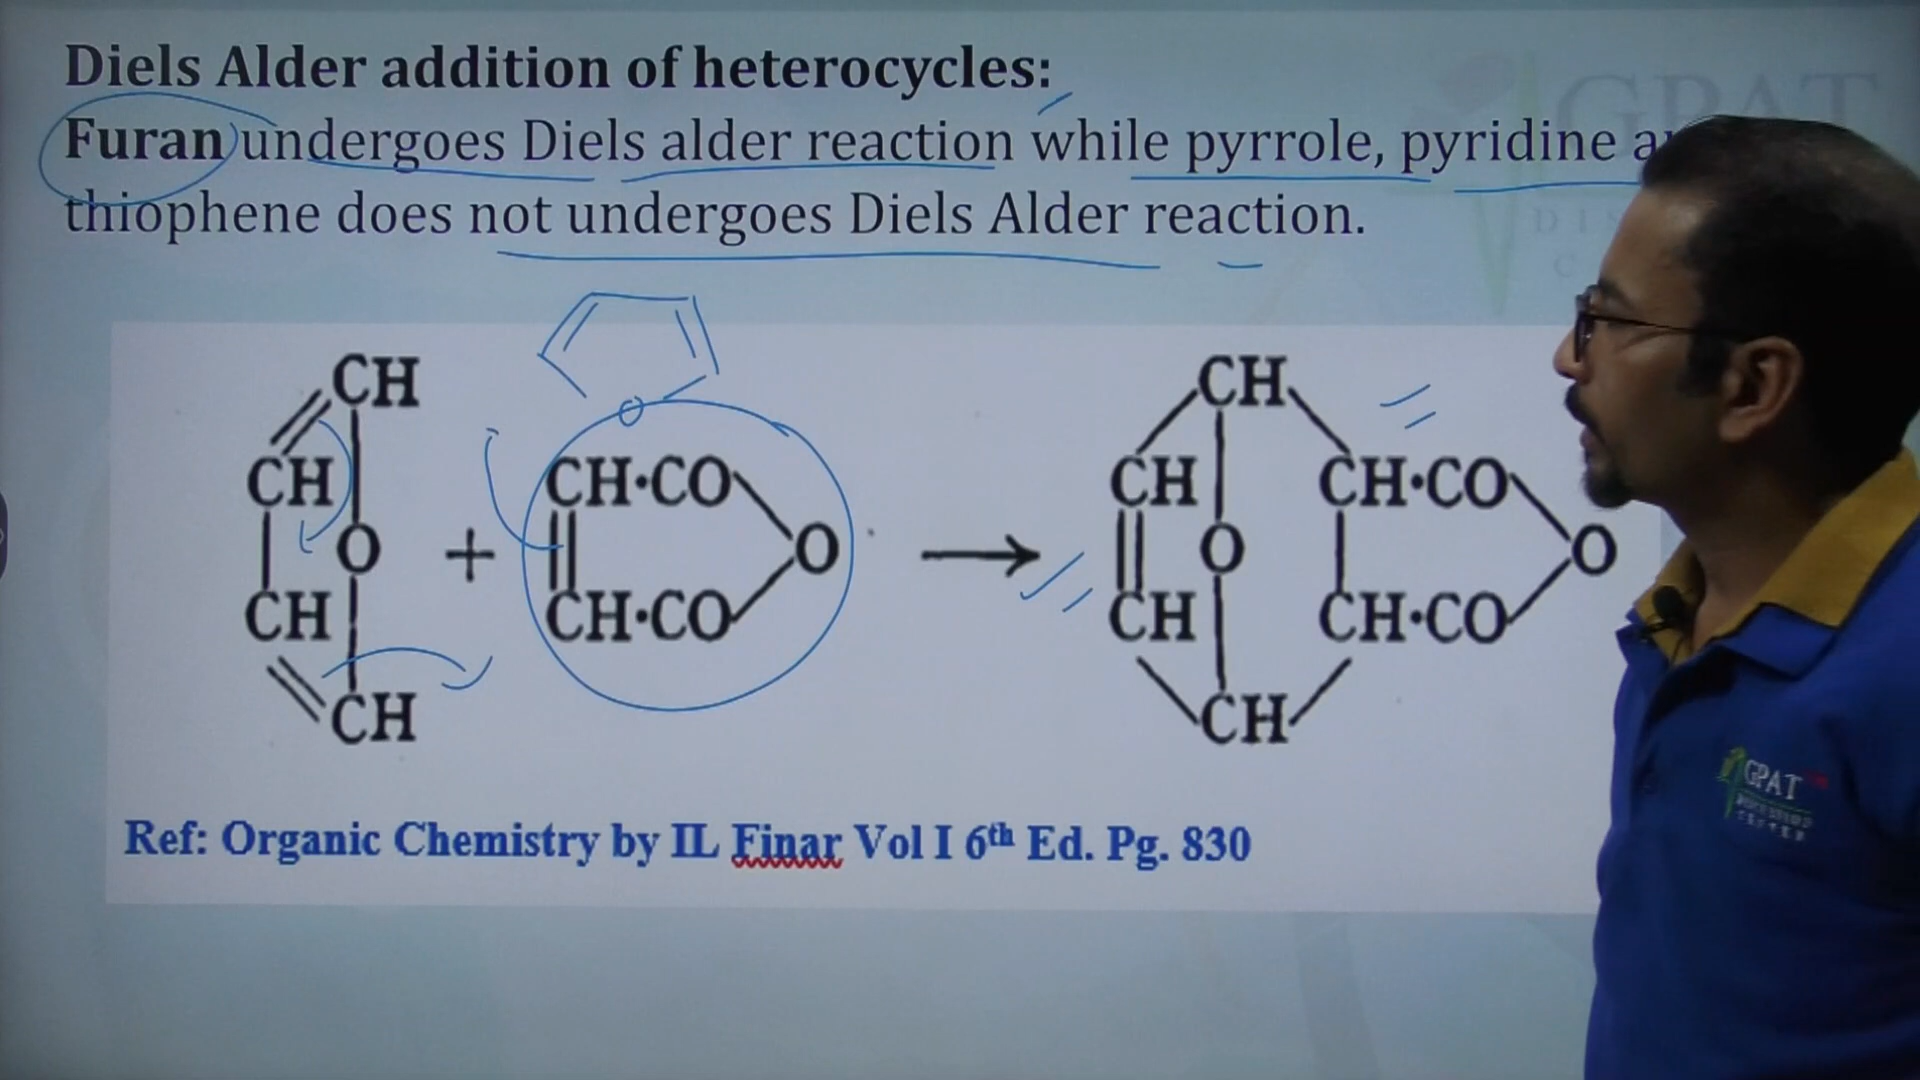 Diels Alder addition of heterocycles:
Furan undergoes Diels alder reaction while pyrrole, pyridine
thiophene does not undergoes Diels Alder reaction.
GPAT
O
CH CH
CH CH·CO CH CH·CO
O + O → O O
CH CH·CO CH CH·CO
CH CH
GPAT
Ref: Organic Chemistry by IL Finar Vol I 6th Ed. Pg. 830